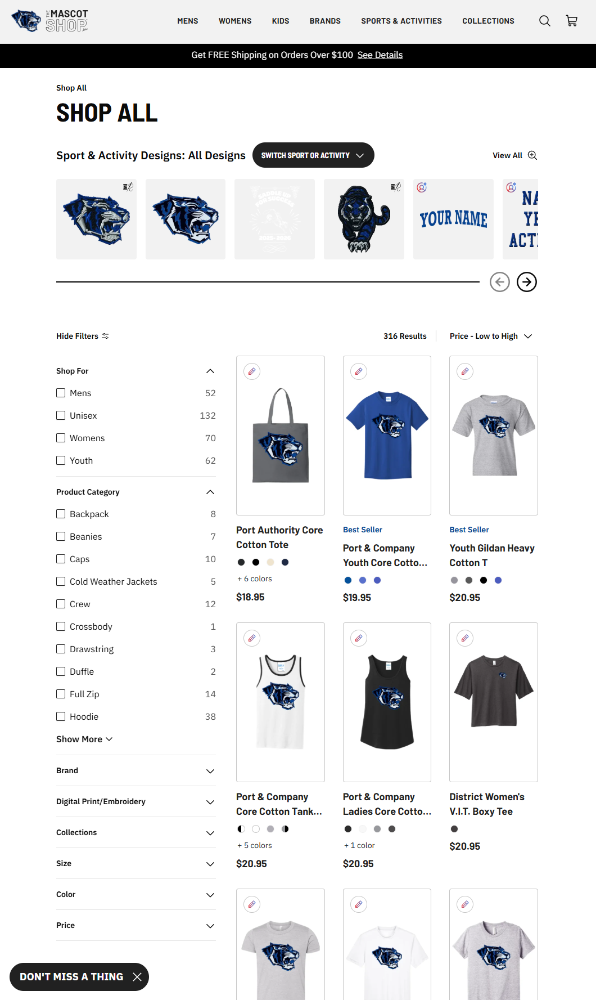 THE MASCOT
SHOP
MENS
WOMENS
KIDS
BRANDS
SPORTS & ACTIVITIES
COLLECTIONS
Get FREE Shipping on Orders Over $100 See Details
Shop All
SHOP ALL
Sport & Activity Designs: All Designs
SWITCH SPORT OR ACTIVITY
View All
SADDLE UP
FOR SUCCESS
2025-2026
YOUR NAME
NA
YE
ACTI
Hide Filters
316 Results
Price - Low to High
Shop For
Mens 52
Unisex 132
Womens 70
Youth 62
Product Category
Backpack 8
Beanies 7
Caps 10
Cold Weather Jackets 5
Crew 12
Crossbody 1
Drawstring 3
Duffle 2
Full Zip 14
Hoodie 38
Show More
Brand
Digital Print/Embroidery
Collections
Size
Color
Price
Port Authority Core
Cotton Tote
+ 6 colors
$18.95
Best Seller
Port & Company
Youth Core Cotto...
$19.95
Best Seller
Youth Gildan Heavy
Cotton T
$20.95
Port & Company
Core Cotton Tank...
+ 5 colors
$20.95
Port & Company
Ladies Core Cotto...
+ 1 color
$20.95
District Women's
V.I.T. Boxy Tee
$20.95
DON'T MISS A THING